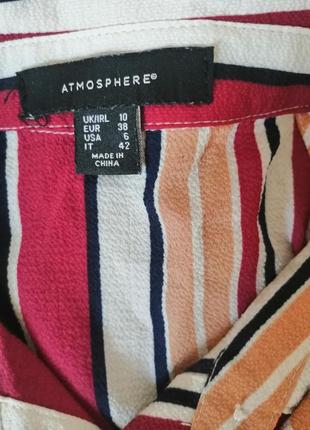 ATMOSPHERE®
UK/IRL 10
EUR 38
USA 6
IT 42
MADE IN
CHINA